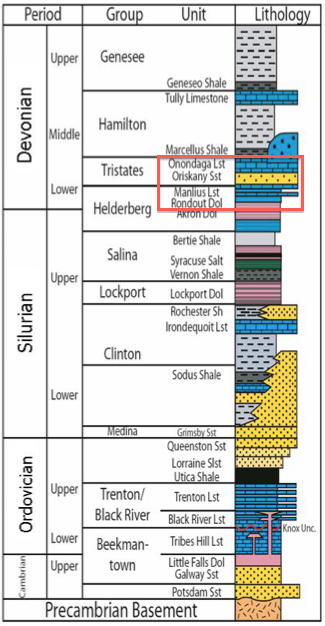 Period Group Unit Lithology
Devonian
Upper
Genesee
Geneseo Shale
Tully Limestone
Middle
Hamilton
Marcellus Shale
Tristates
Onondaga Lst
Oriskany Sst
Lower
Helderberg
Manlius Lst
Rondout Dol
Akron Dol
Silurian
Upper
Salina
Bertie Shale
Syracuse Salt
Vernon Shale
Lockport
Lockport Dol
Clinton
Rochester Sh
Irondequoit Lst
Lower
Sodus Shale
Medina
Grimsby Sst
Ordovician
Queenston Sst
Lorraine Slst
Utica Shale
Upper
Trenton/
Black River
Trenton Lst
Black River Lst
Knox Unc.
Lower
Beekman-
town
Tribes Hill Lst
Cambrian
Upper
Little Falls Dol
Galway Sst
Potsdam Sst
Precambrian Basement